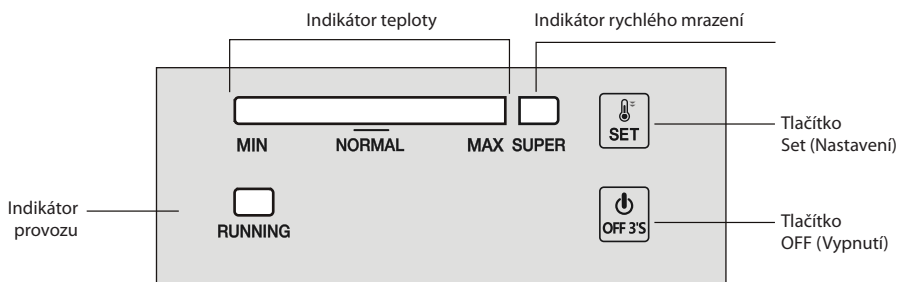 Indikátor teploty
Indikátor rychlého mrazení
MIN
NORMAL
MAX SUPER
SET
Tlačítko
Set (Nastavení)
Indikátor
provozu
RUNNING
OFF 3'S
Tlačítko
OFF (Vypnutí)